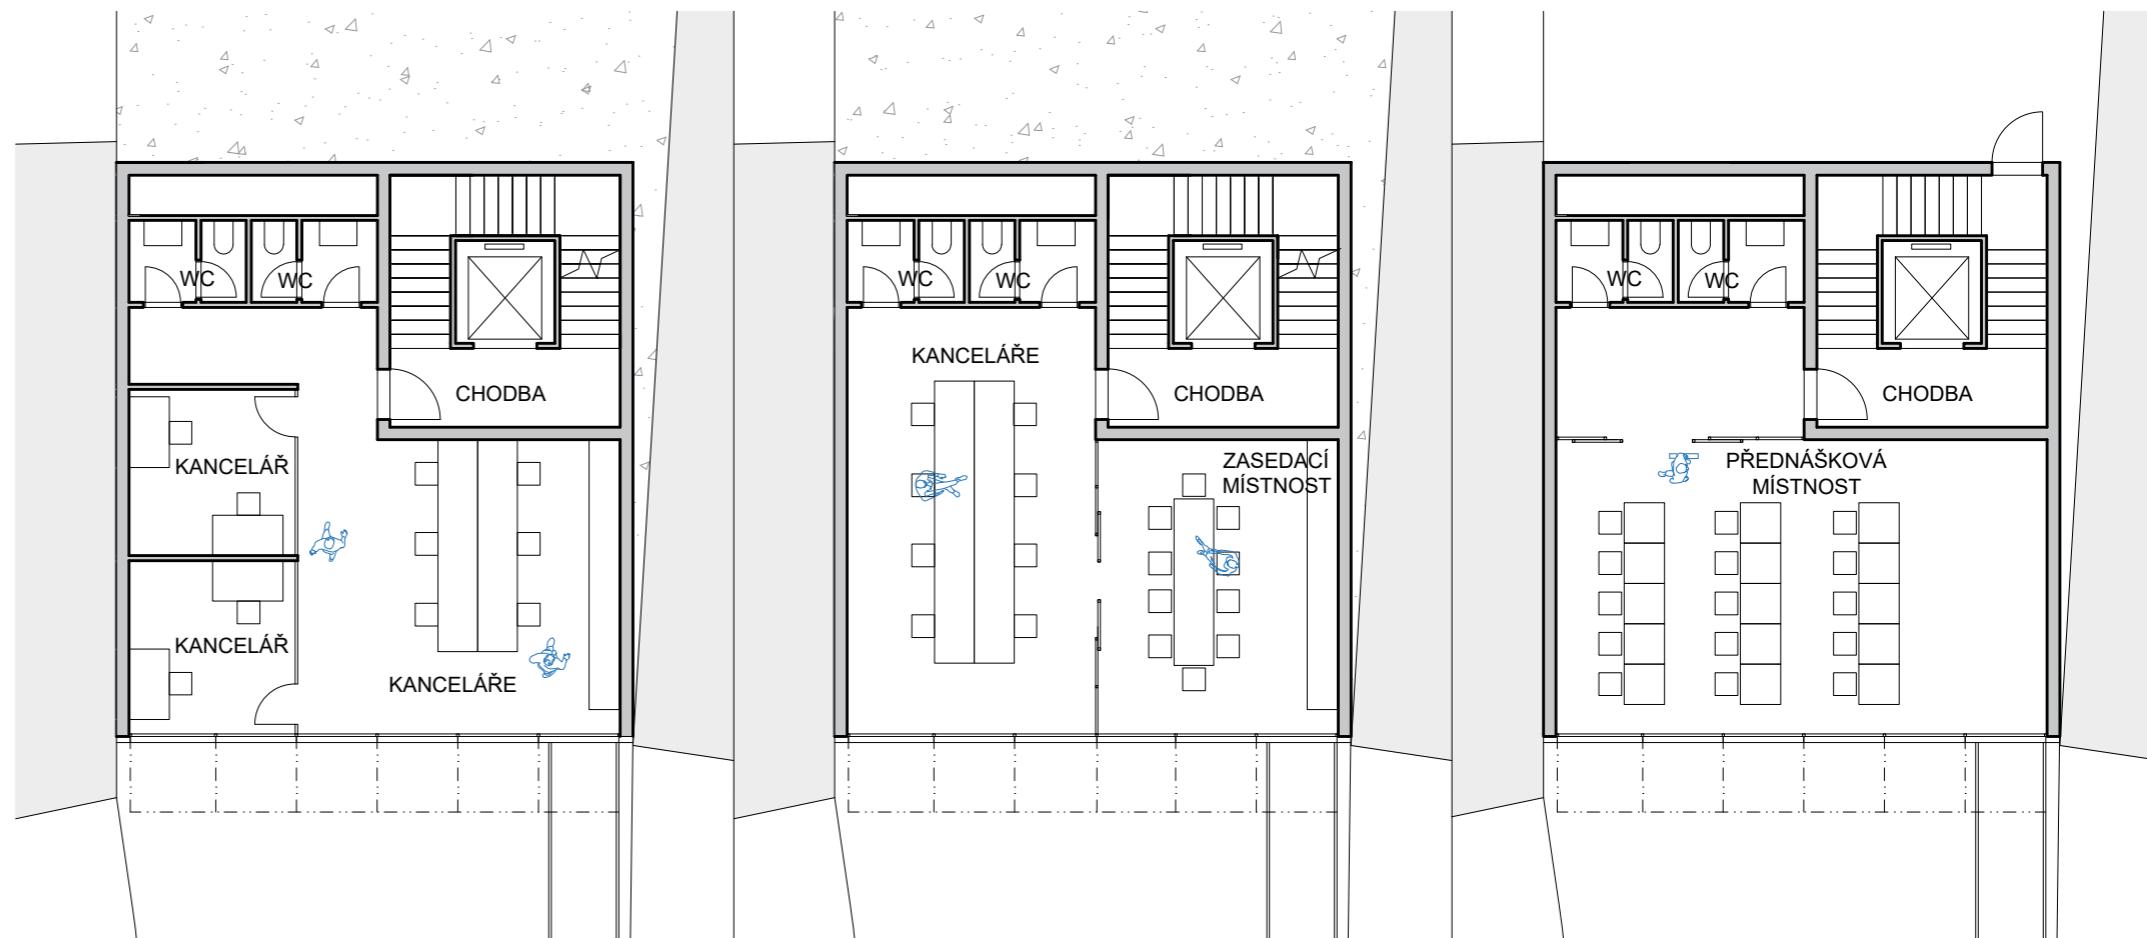 WC
WC
CHODBA
KANCELÁŘ
KANCELÁŘ
KANCELÁŘE
WC
WC
KANCELÁŘE
CHODBA
ZASEDACÍ
MÍSTNOST
WC
WC
CHODBA
PŘEDNÁŠKOVÁ
MÍSTNOST